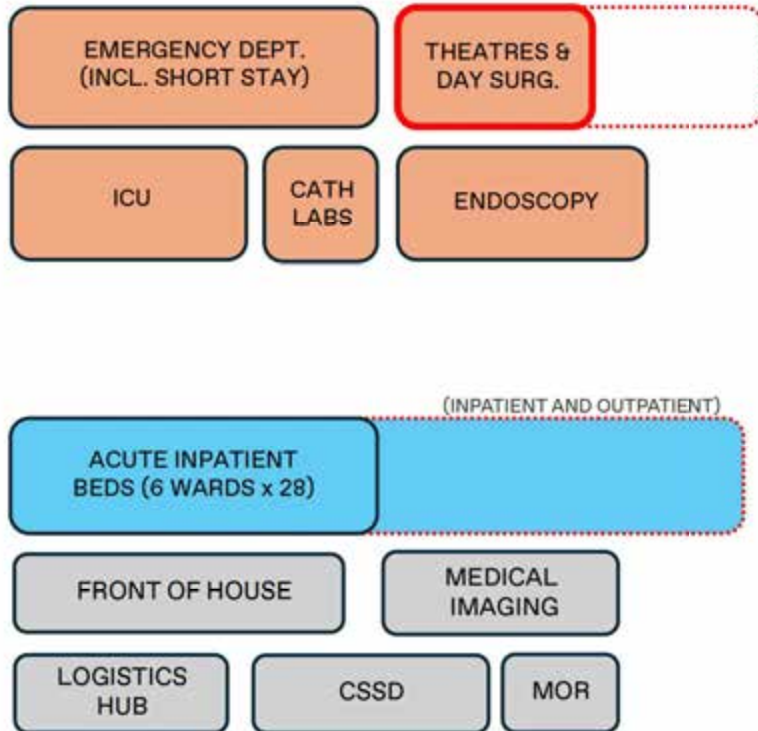 EMERGENCY DEPT.
(INCL. SHORT STAY)
THEATRES &
DAY SURG.
ICU
CATH
LABS
ENDOSCOPY
(INPATIENT AND OUTPATIENT)
ACUTE INPATIENT
BEDS (6 WARDS x 28)
FRONT OF HOUSE
MEDICAL
IMAGING
LOGISTICS
HUB
CSSD
MOR